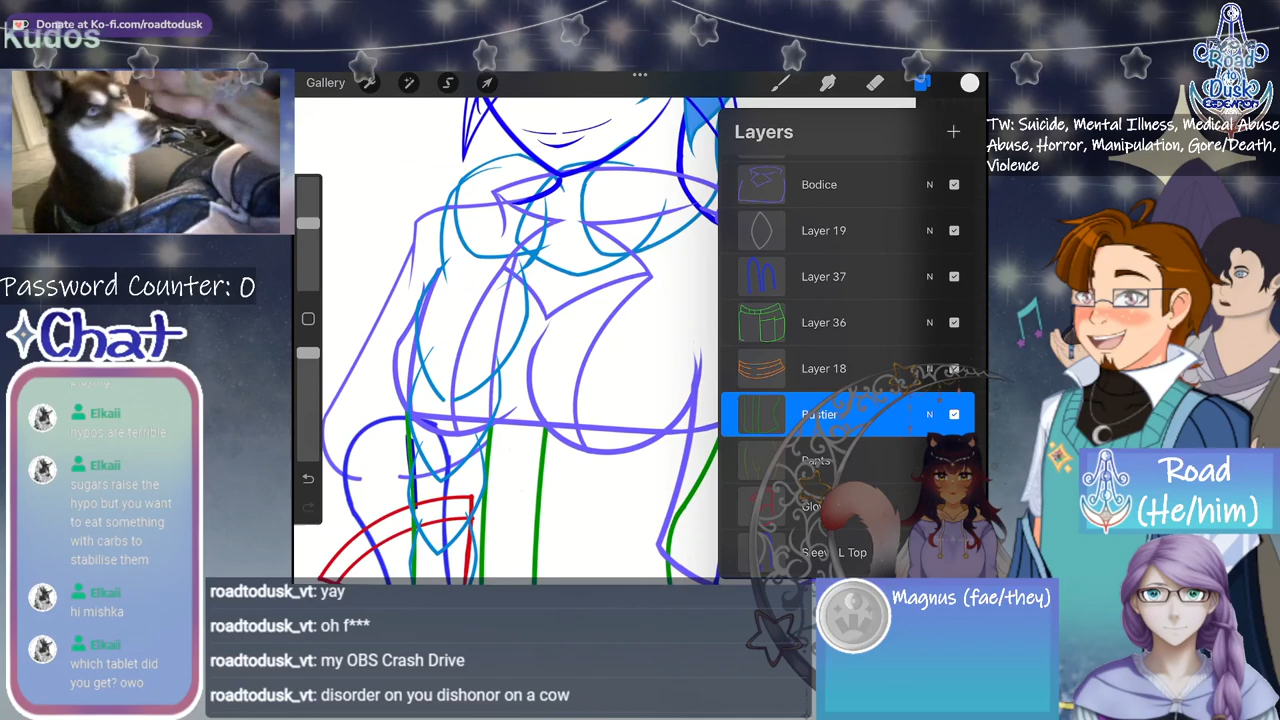 Donate at Ko-fi.com/roadtodusk
Kudos
Gallery
Layers
Bodice
N
Layer 19
N
Layer 37
N
Layer 36
N
Layer 18
N
N
Pants
Sleeve L Top
Road
to
Dusk
TW: Suicide, Mental Illness, Medical Abuse
Abuse, Horror, Manipulation, Gore/Death,
Violence
Password Counter: 0
Chat
Elkaii
hypos are terrible
Elkaii
sugars raise the
hypo but you want
to eat something
with carbs to
stabilise them
Elkaii
hi mishka
Elkaii
which tablet did
you get? owo
roadtodusk_vt: yay
roadtodusk_vt: oh f***
roadtodusk_vt: my OBS Crash Drive
roadtodusk_vt: disorder on you dishonor on a cow
Road
(He/him)
Magnus (fae/they)